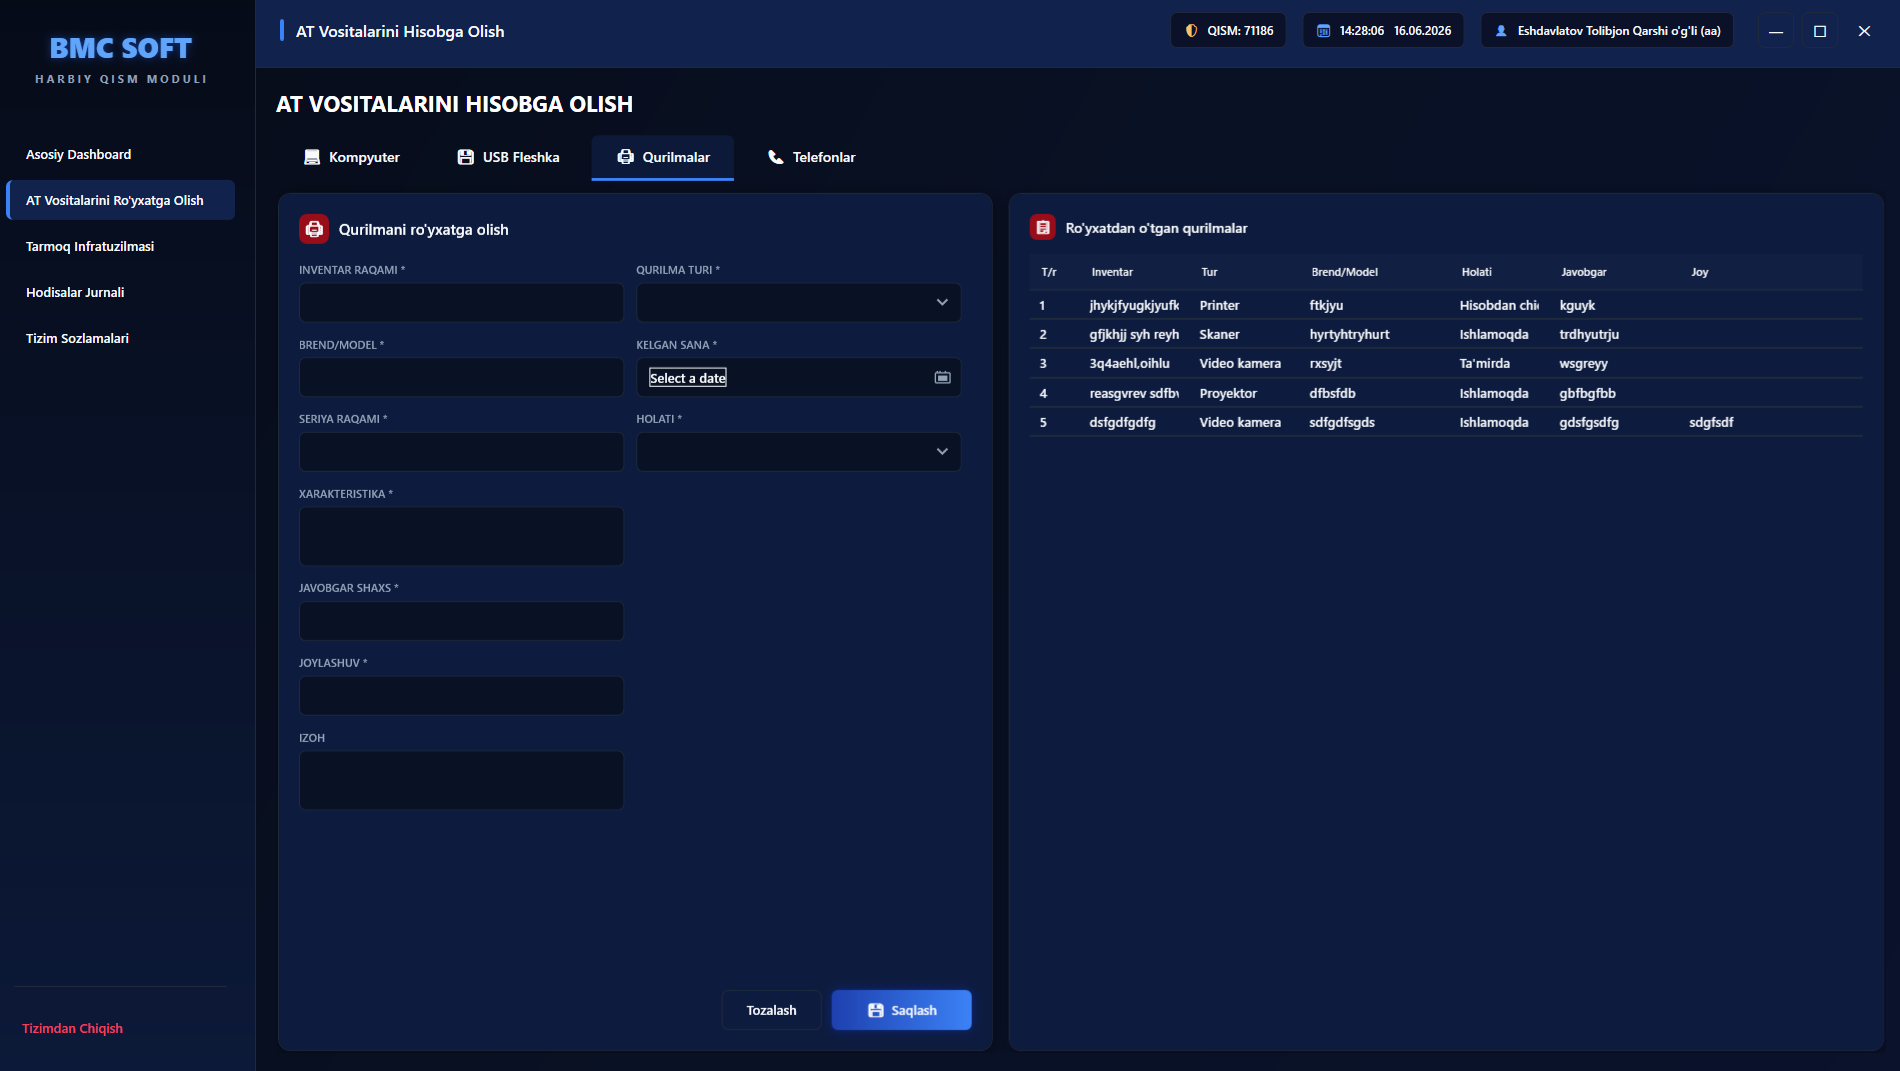 BMC SOFT
HARBIY QISM MODULI
Asosiy Dashboard
AT Vositalarini Ro'yxatga Olish
Tarmoq Infratuzilmasi
Hodisalar Jurnali
Tizim Sozlamalari
Tizimdan Chiqish
AT Vositalarini Hisobga Olish
QISM: 71186
14:28:06 16.06.2026
Eshdavlatov Tolibjon Qarshi o'g'li (aa)
AT VOSITALARINI HISOBGA OLISH
Kompyuter
USB Fleshka
Qurilmalar
Telefonlar
Qurilmani ro'yxatga olish
INVENTAR RAQAMI *
QURILMA TURI *
BREND/MODEL *
KELGAN SANA *
Select a date
SERIYA RAQAMI *
HOLATI *
XARAKTERISTIKA *
JAVOBGAR SHAXS *
JOYLASHUV *
IZOH
Tozalash
Saqlash
Ro'yxatdan o'tgan qurilmalar
T/r Inventar Tur Brend/Model Holati Javobgar Joy
1 jhykjfyugkjyufk Printer ftkjyu Hisobdan chi kguyk
2 gfjkhjj syh reyh Skaner hyrtyhtryhurt Ishlamoqda trdhyutrju
3 3q4aehl,oihlu Video kamera rxsyjt Ta'mirda wsgreyy
4 reasgvrev sdfbv Proyektor dfbsfdb Ishlamoqda gbfbgfbb
5 dsfgdfgdfg Video kamera sdfgdfsgds Ishlamoqda gdsfgsdfg sdgfsdf